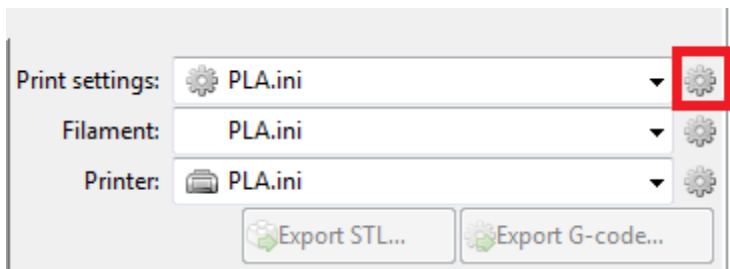 Print settings: PLA.ini
Filament: PLA.ini
Printer: PLA.ini
Export STL... Export G-code...